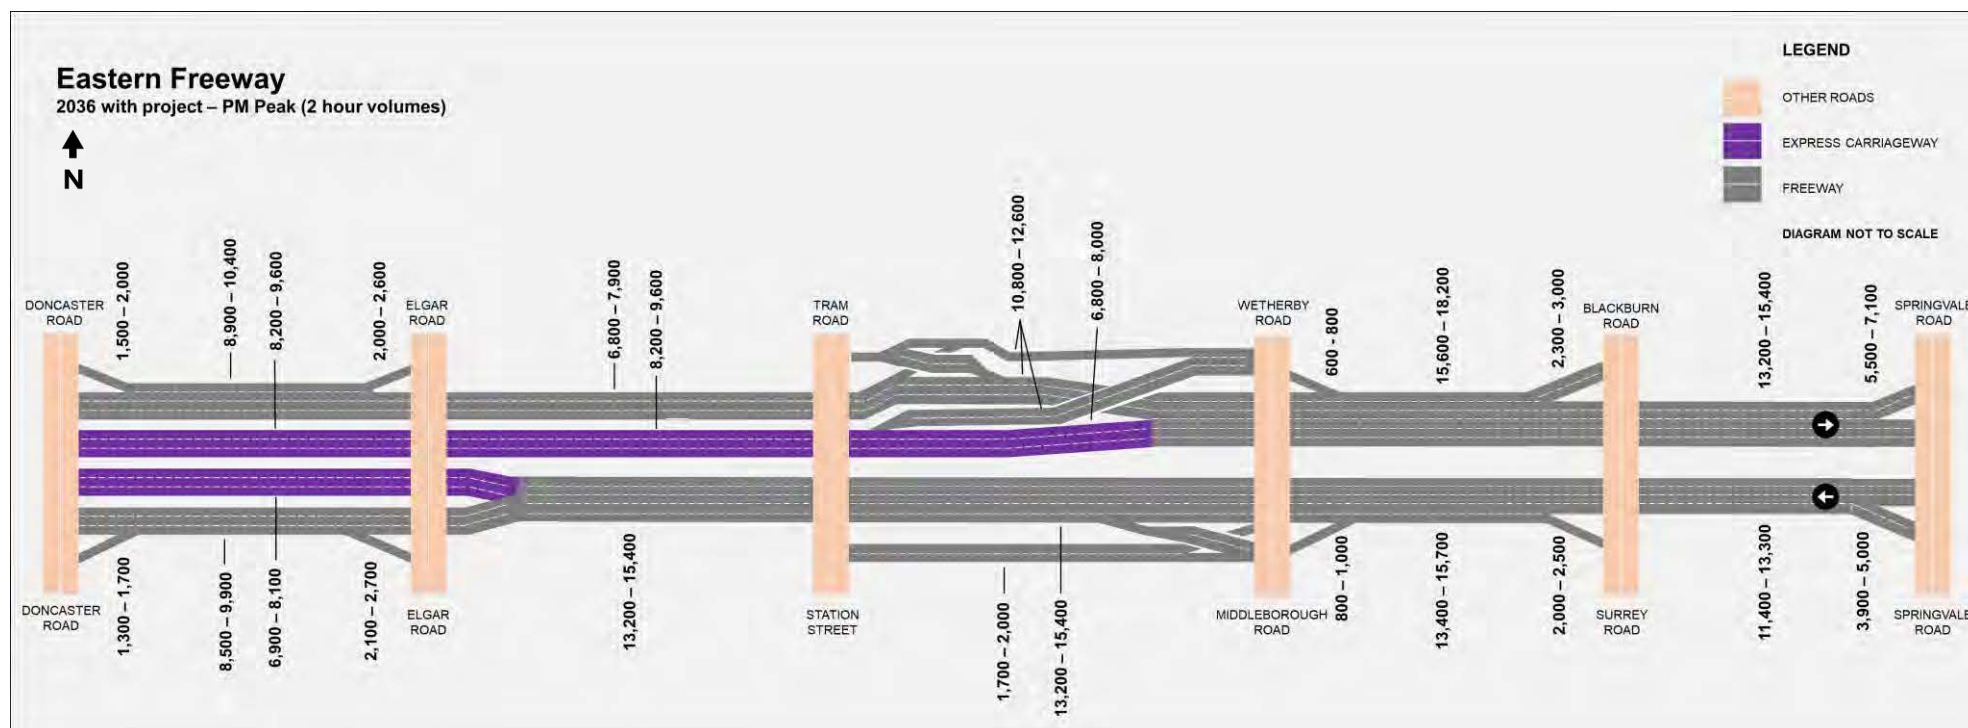 Eastern Freeway
2036 with project – PM Peak (2 hour volumes)
N
LEGEND
OTHER ROADS
EXPRESS CARRIAGEWAY
FREEWAY
DIAGRAM NOT TO SCALE
DONCASTER
ROAD
1,500 – 2,000
8,900 – 10,400
8,200 – 9,600
2,000 – 2,600
ELGAR
ROAD
6,800 – 7,900
8,200 – 9,600
TRAM
ROAD
10,800 – 12,600
6,800 – 8,000
WETHERBY
ROAD
600 - 800
15,600 – 18,200
2,300 – 3,000
BLACKBURN
ROAD
13,200 – 15,400
5,500 – 7,100
SPRINGVALE
ROAD
DONCASTER
ROAD
1,300 – 1,700
8,500 – 9,900
6,900 – 8,100
2,100 – 2,700
ELGAR
ROAD
13,200 – 15,400
STATION
STREET
1,700 – 2,000
13,200 – 15,400
MIDDLEBOROUGH
ROAD
800 – 1,000
13,400 – 15,700
2,000 – 2,500
SURREY
ROAD
11,400 – 13,300
3,900 – 5,000
SPRINGVALE
ROAD